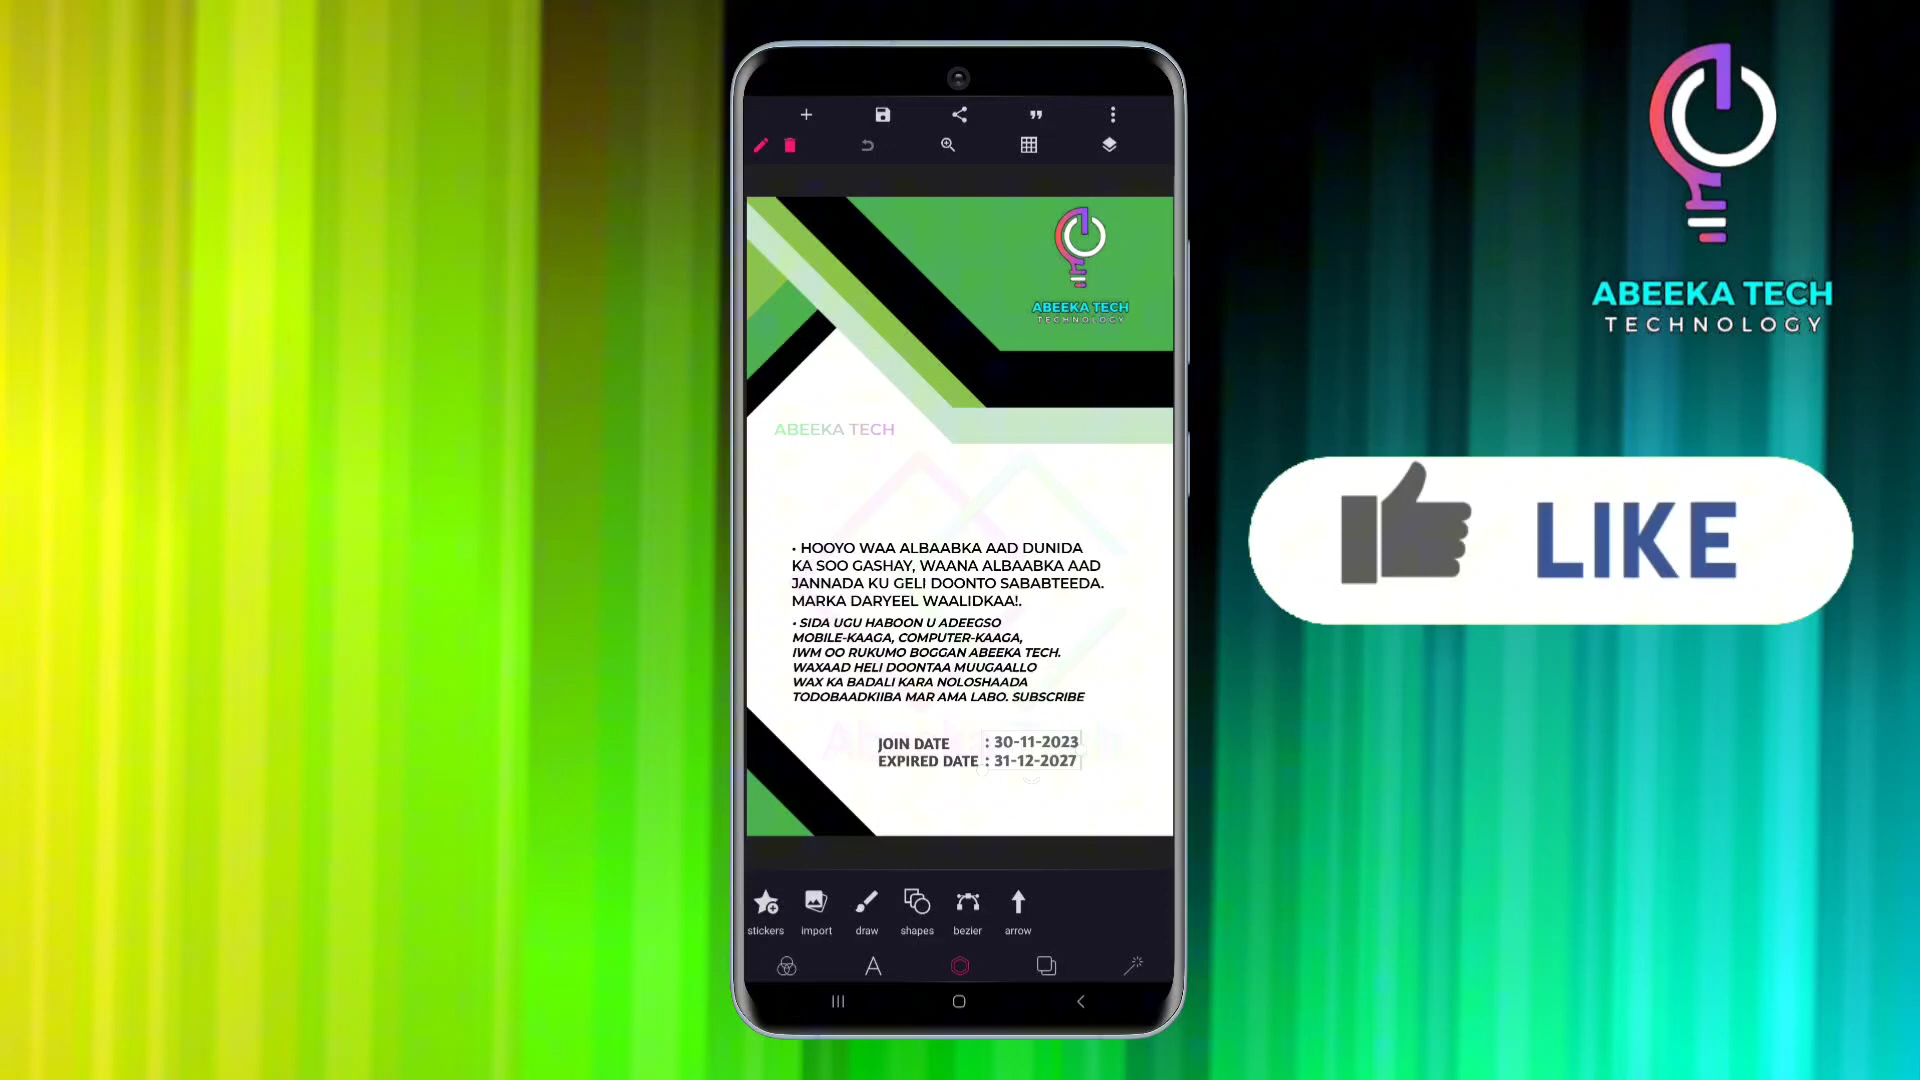 ABEEKA TECH
TECHNOLOGY
ABEEKA TECH
TECHNOLOGY
ABEEKA TECH
• HOOYO WAA ALBAABKA AAD DUNIDA
KA SOO GASHAY, WAANA ALBAABKA AAD
JANNADA KU GELI DOONTO SABABTEEDA.
MARKA DARYEEL WAALIDKAA!.
• SIDA UGU HABOON U ADEEGSO
MOBILE-KAAGA, COMPUTER-KAAGA,
IWM OO RUKUMO BOGGAN ABEEKA TECH.
WAXAAD HELI DOONTAA MUUGAALLO
WAX KA BADALI KARA NOLOSHAADA
TODOBAADKIIBA MAR AMA LABO. SUBSCRIBE
Abeeka Tech
JOIN DATE : 30-11-2023
EXPIRED DATE : 31-12-2027
stickers import draw shapes bezier arrow
LIKE